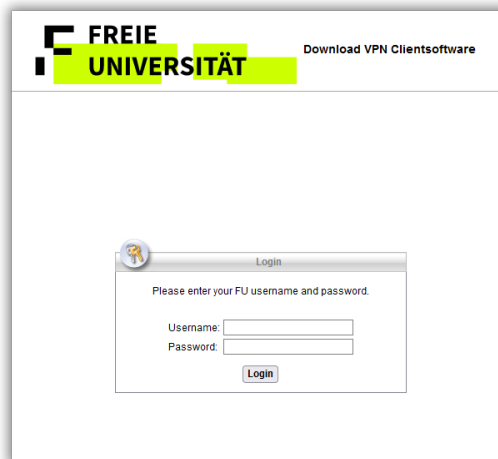 FREIE
UNIVERSITÄT
Download VPN Clientsoftware
Login
Please enter your FU username and password.
Username:
Password:
Login